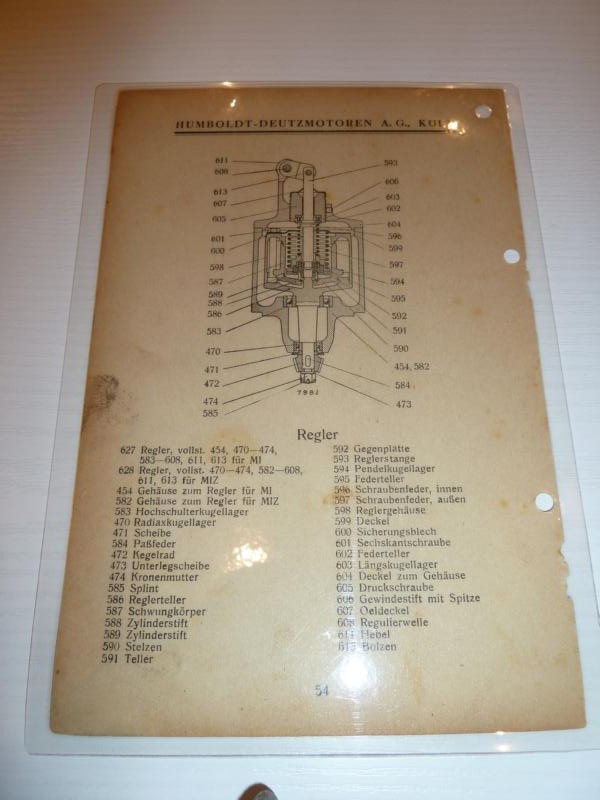 HUMBOLDT-DEUTZMOTOREN A. G.,
611
608
613
607
605
601
600
598
587
589
588
586
583
470
471
472
474
585
593
606
603
602
604
596
599
597
594
595
592
591
590
454, 582
584
473
7982
Regler
627 Regler, vollst. 454, 470—474,
583—608, 611, 613 für MI
628 Regler, vollst. 470—474, 582—608,
611, 613 für MIZ
454 Gehäuse zum Regler für MI
582 Gehäuse zum Regler für MIZ
583 Hochschulterkugellager
470 Radiaxkugellager
471 Scheibe
584 Paßfeder
472 Kegelrad
473 Unterlegscheibe
474 Kronenmutter
585 Splint
586 Reglerteller
587 Schwungkörper
588 Zylinderstift
589 Zylinderstift
590 Stelzen
591 Teller
592 Gegenplatte
593 Reglerstange
594 Pendelkugellager
595 Federteller
596 Schraubenfeder, innen
597 Schraubenfeder, außen
598 Reglergehäuse
599 Deckel
600 Sicherungsblech
601 Sechskantschraube
602 Federteller
603 Längskugellager
604 Deckel zum Gehäuse
605 Druckschraube
606 Gewindestift mit Spitze
607 Oeldeckel
608 Regulierwelle
611 Hebel
613 Bolzen
54